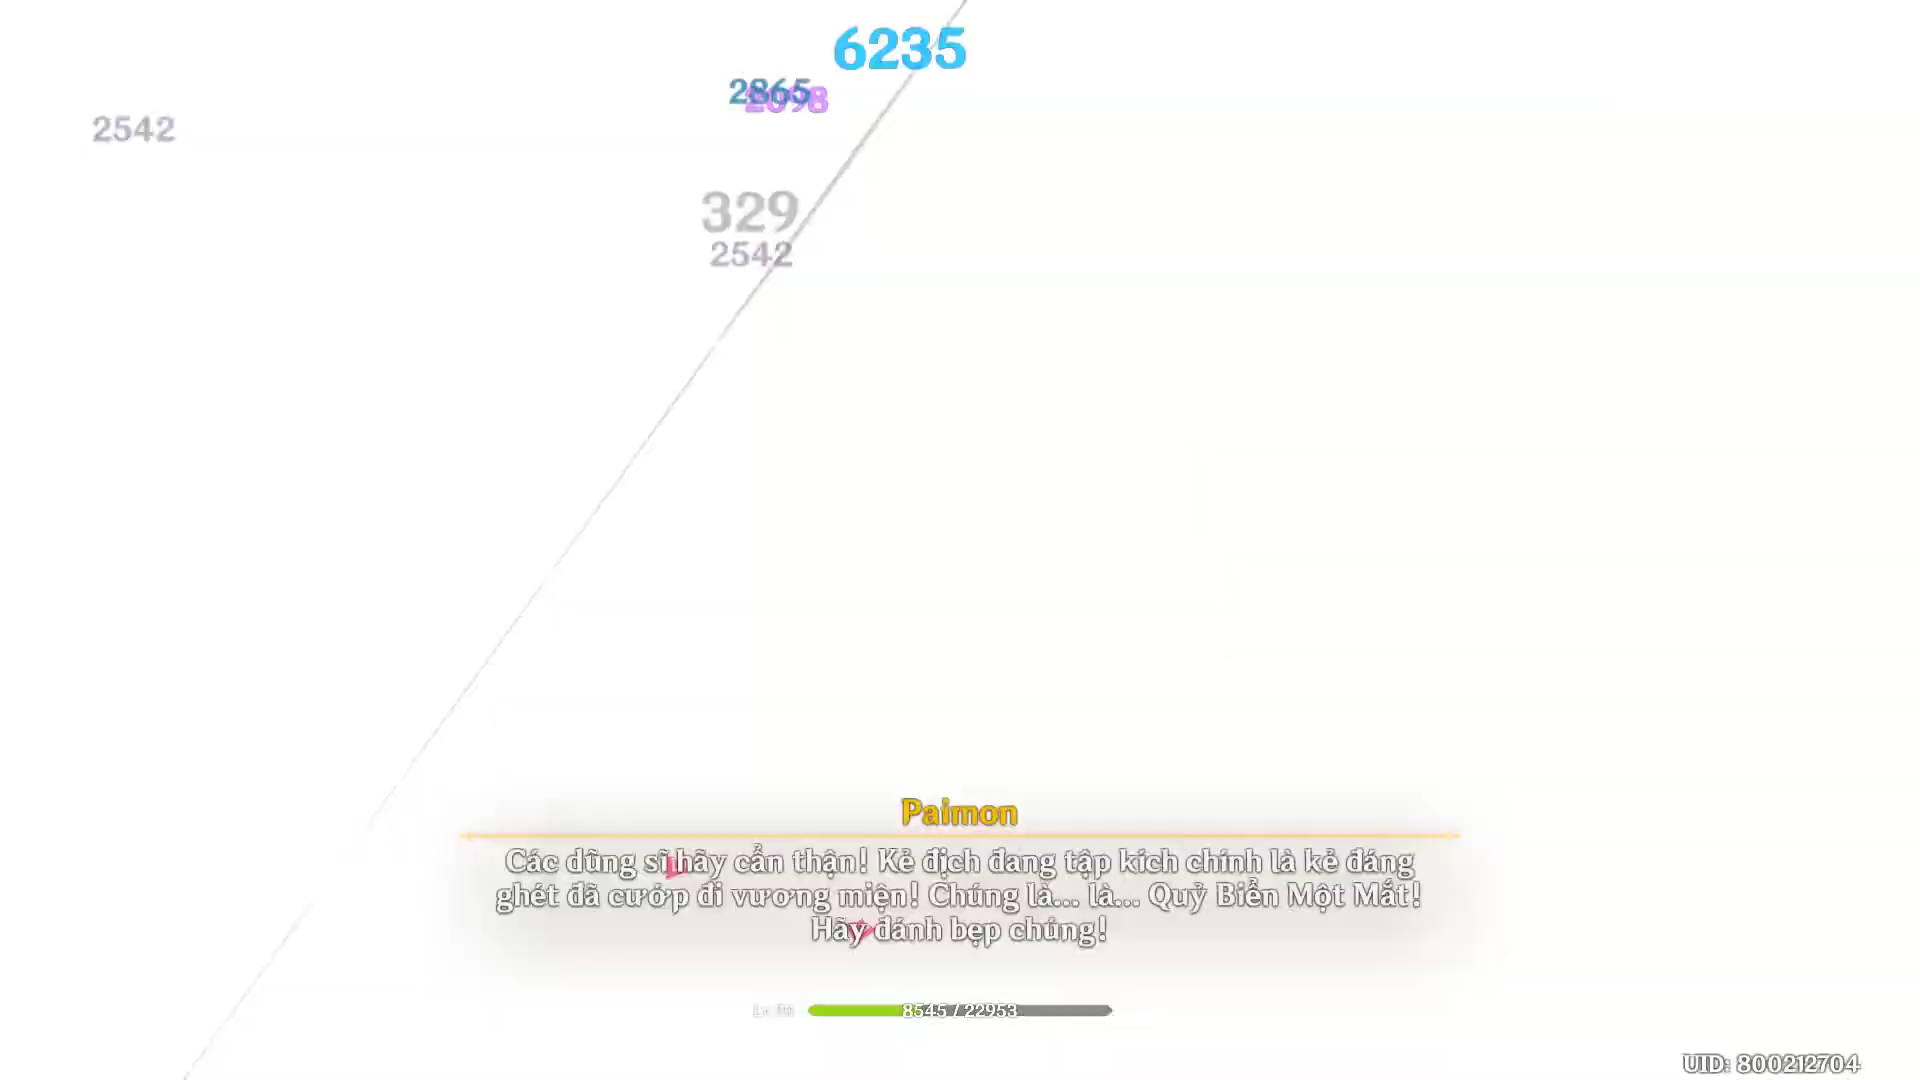 6235
2865
2098
2542
329
2542
Paimon
Các dũng sĩ hãy cẩn thận! Kẻ địch đang tập kích chính là kẻ đáng
ghét đã cướp đi vương miện! Chúng là... là... Quỷ Biển Một Mắt!
Hãy đánh bẹp chúng!
8545 / 22953
UID: 800212704